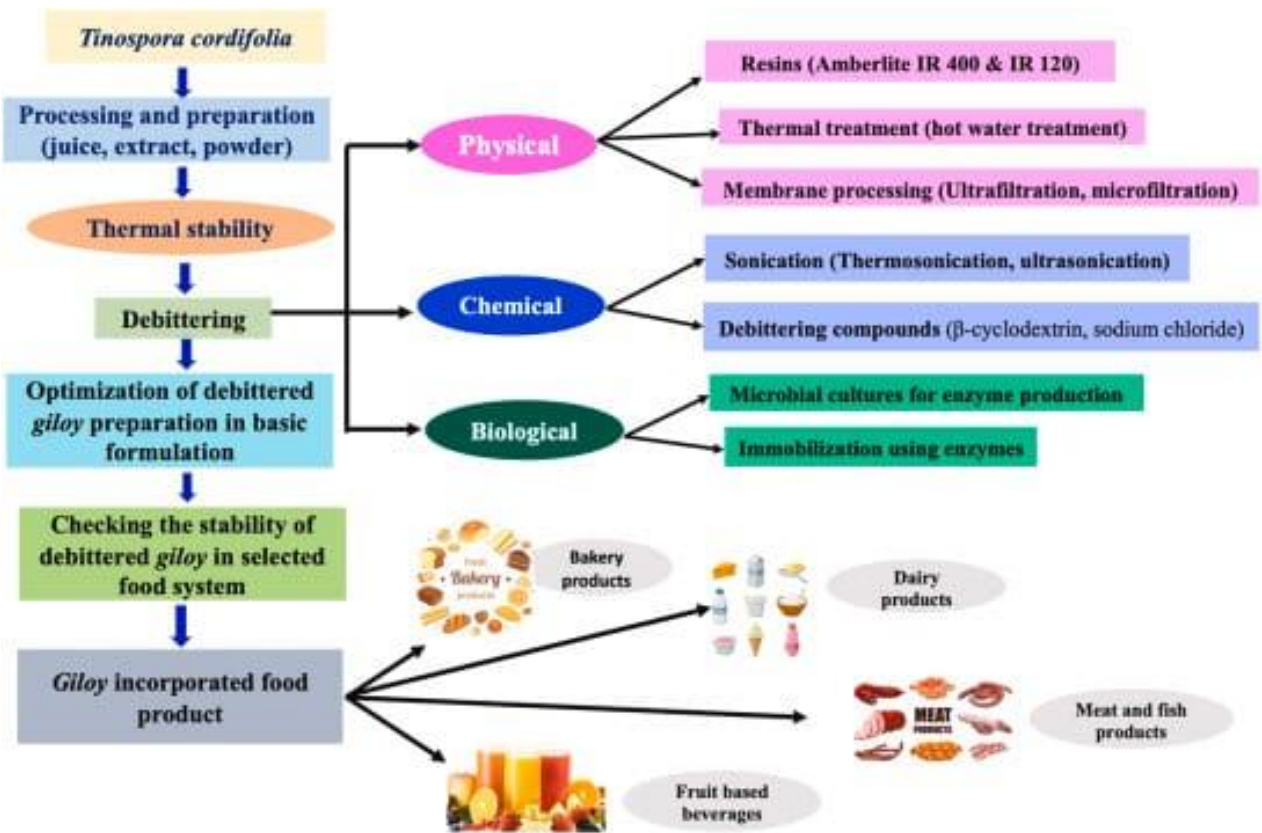 Tinospora cordifolia
Processing and preparation
(juice, extract, powder)
Thermal stability
Debittering
Optimization of debittered
giloy preparation in basic
formulation
Checking the stability of
debittered giloy in selected
food system
Giloy incorporated food
product
Physical
Resins (Amberlite IR 400 & IR 120)
Thermal treatment (hot water treatment)
Membrane processing (Ultrafiltration, microfiltration)
Chemical
Sonication (Thermosonication, ultrasonication)
Debittering compounds (β-cyclodextrin, sodium chloride)
Biological
Microbial cultures for enzyme production
Immobilization using enzymes
Bakery
products
Bakery
products
Dairy
products
MEAT
PRODUCTS
Meat and fish
products
Fruit based
beverages